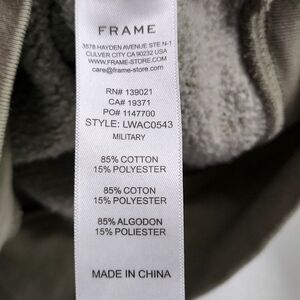 FRAME
3578 HAYDEN AVENUE STE N-1
CULVER CITY CA 90232 USA
WWW.FRAME-STORE.COM
care@frame-store.com
RN# 139021
CA# 19371
PO# 1147700
STYLE: LWAC0543
MILITARY
85% COTTON
15% POLYESTER
85% COTON
15% POLYESTER
85% ALGODON
15% POLIESTER
MADE IN CHINA